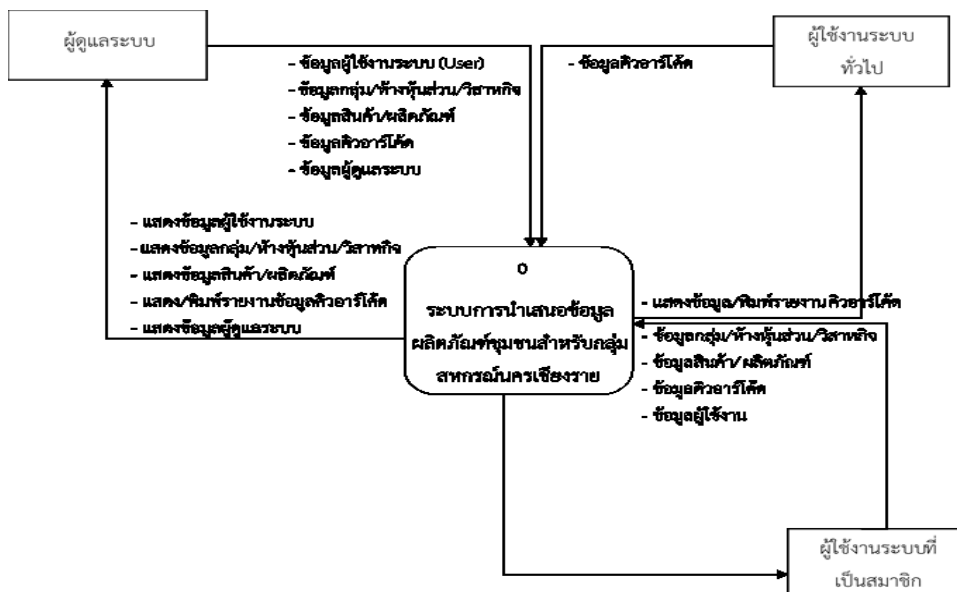 ผู้ดูแลระบบ
ผู้ใช้งานระบบ
ทั่วไป
- ข้อมูลผู้ใช้งานระบบ (User)
- ข้อมูลกลุ่ม/ห้างหุ้นส่วน/วิสาหกิจ
- ข้อมูลสินค้า/ผลิตภัณฑ์
- ข้อมูลคิวอาร์โค้ด
- ข้อมูลผู้ดูแลระบบ
- ข้อมูลคิวอาร์โค้ด
- แสดงข้อมูลผู้ใช้งานระบบ
- แสดงข้อมูลกลุ่ม/ห้างหุ้นส่วน/วิสาหกิจ
- แสดงข้อมูลสินค้า/ผลิตภัณฑ์
- แสดง/พิมพ์รายงานข้อมูลคิวอาร์โค้ด
- แสดงข้อมูลผู้ดูแลระบบ
0
ระบบการนำเสนอข้อมูล
ผลิตภัณฑ์ชุมชนสำหรับกลุ่ม
สหกรณ์นครเชียงราย
- แสดงข้อมูล/พิมพ์รายงาน คิวอาร์โค้ด
- ข้อมูลกลุ่ม/ห้างหุ้นส่วน/วิสาหกิจ
- ข้อมูลสินค้า/ ผลิตภัณฑ์
- ข้อมูลคิวอาร์โค้ด
- ข้อมูลผู้ใช้งาน
ผู้ใช้งานระบบที่
เป็นสมาชิก